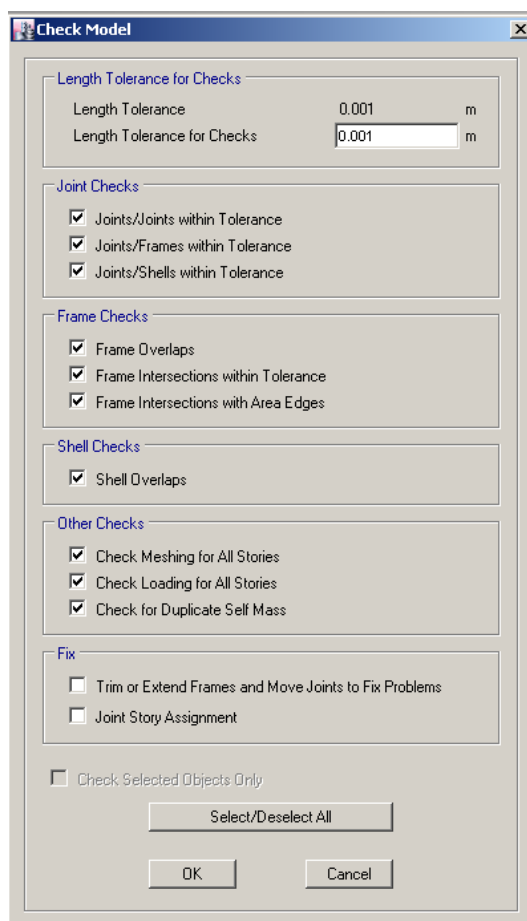 Check Model
Length Tolerance for Checks
Length Tolerance 0.001 m
Length Tolerance for Checks 0.001 m
Joint Checks
Joints/Joints within Tolerance
Joints/Frames within Tolerance
Joints/Shells within Tolerance
Frame Checks
Frame Overlaps
Frame Intersections within Tolerance
Frame Intersections with Area Edges
Shell Checks
Shell Overlaps
Other Checks
Check Meshing for All Stories
Check Loading for All Stories
Check for Duplicate Self Mass
Fix
Trim or Extend Frames and Move Joints to Fix Problems
Joint Story Assignment
Check Selected Objects Only
Select/Deselect All
OK Cancel